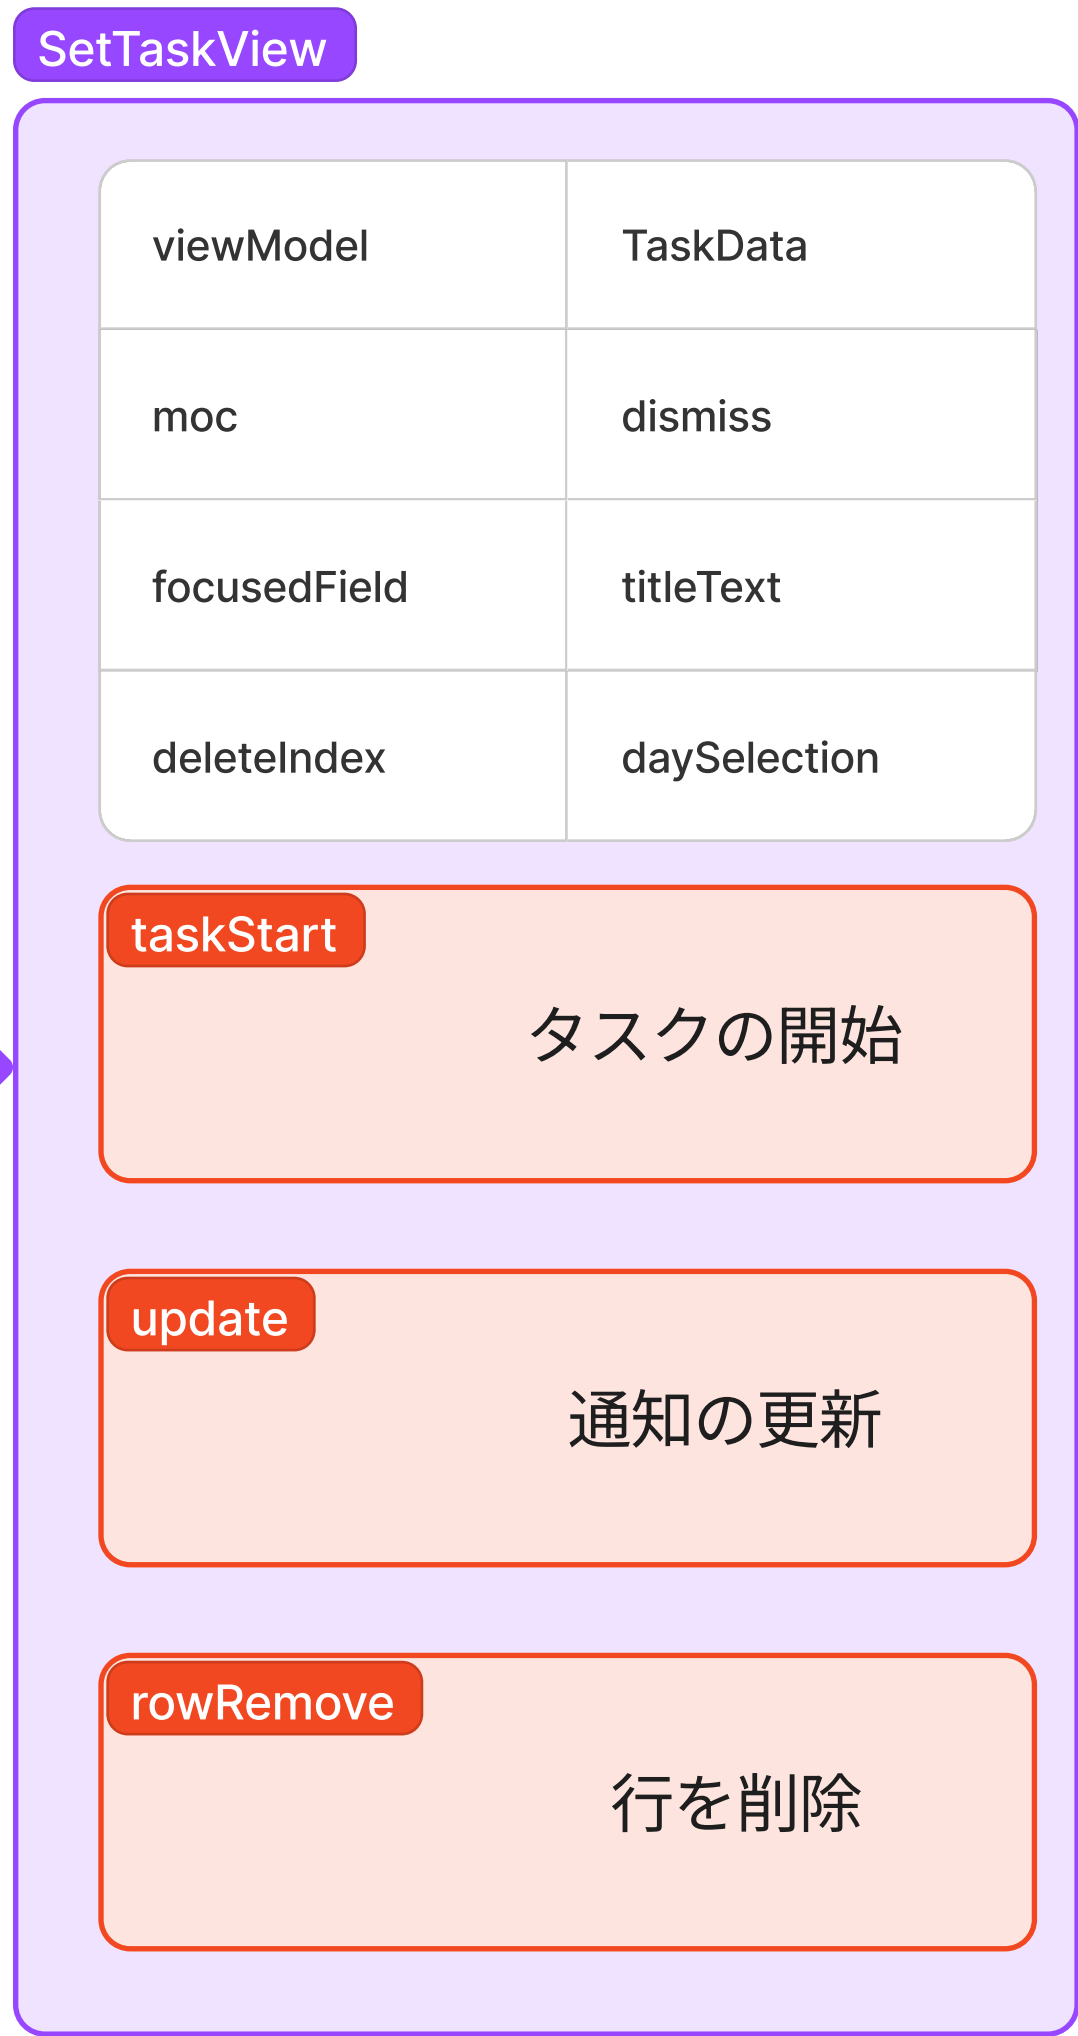 SetTaskView
viewModel TaskData
moc dismiss
focusedField titleText
deleteIndex daySelection
taskStart
タスクの開始
update
通知の更新
rowRemove
行を削除